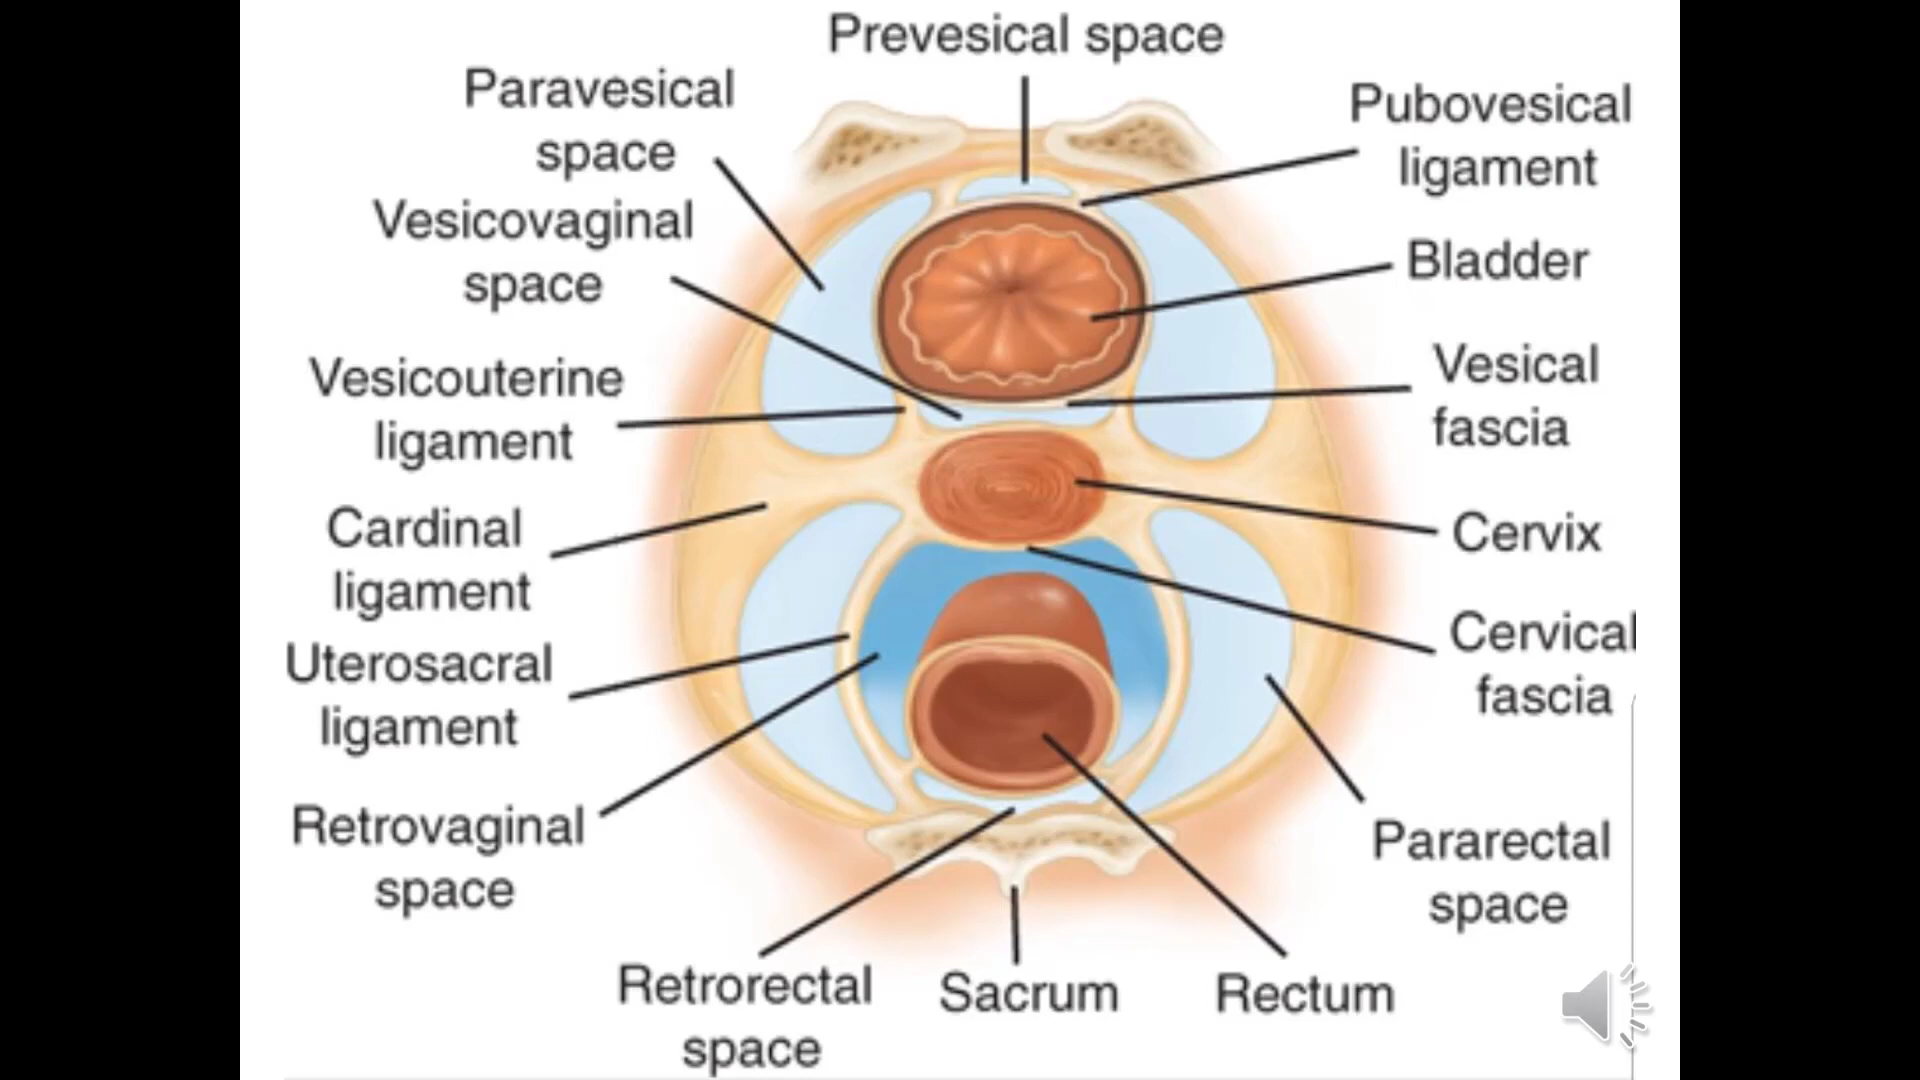 Prevesical space
Paravesical
space
Pubovesical
ligament
Vesicovaginal
space
Bladder
Vesicouterine
ligament
Vesical
fascia
Cardinal
ligament
Cervix
Uterosacral
ligament
Cervical
fascia
Retrovaginal
space
Pararectal
space
Retrorectal
space
Sacrum
Rectum